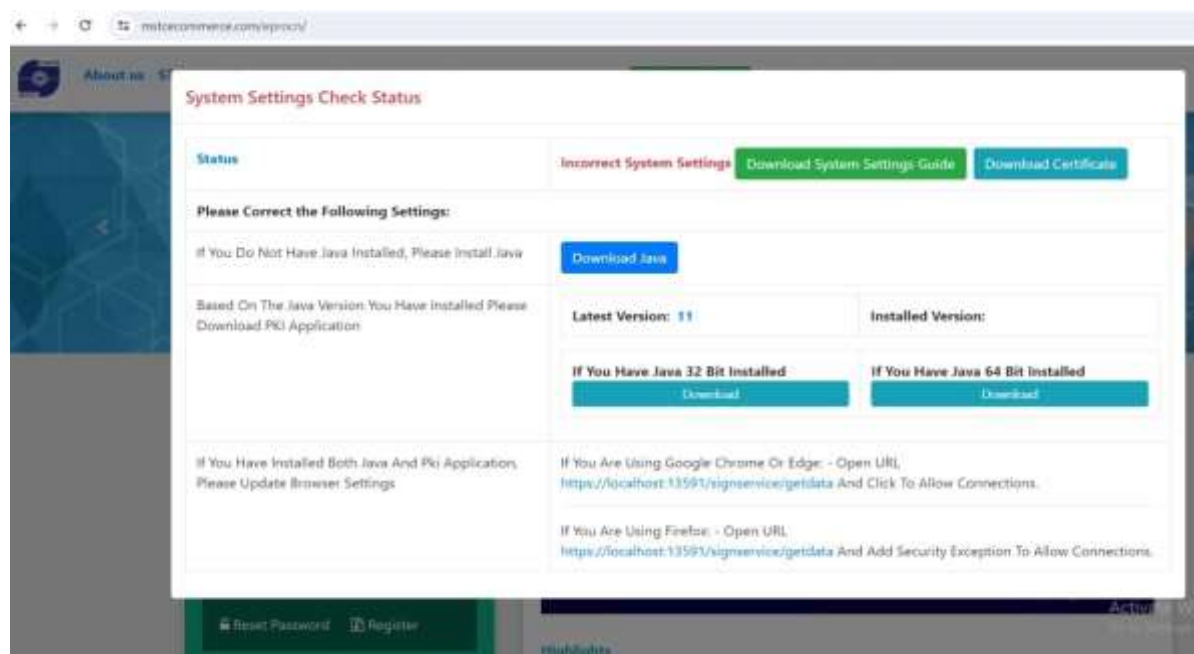 mstcecommerce.com/eprocn/
About us
System Settings Check Status
Status
Incorrect System Settings Download System Settings Guide Download Certificate
Please Correct the Following Settings:
If You Do Not Have Java Installed, Please Install Java
Download Java
Based On The Java Version You Have Installed Please
Download PKI Application
Latest Version: 11 Installed Version:
If You Have Java 32 Bit Installed If You Have Java 64 Bit Installed
Download Download
If You Have Installed Both Java And Pki Application,
Please Update Browser Settings
If You Are Using Google Chrome Or Edge: - Open URL
https://localhost:13591/signservice/getdata And Click To Allow Connections.
If You Are Using Firefox: - Open URL
https://localhost:13591/signservice/getdata And Add Security Exception To Allow Connections.
Reset Password Register
Highlights